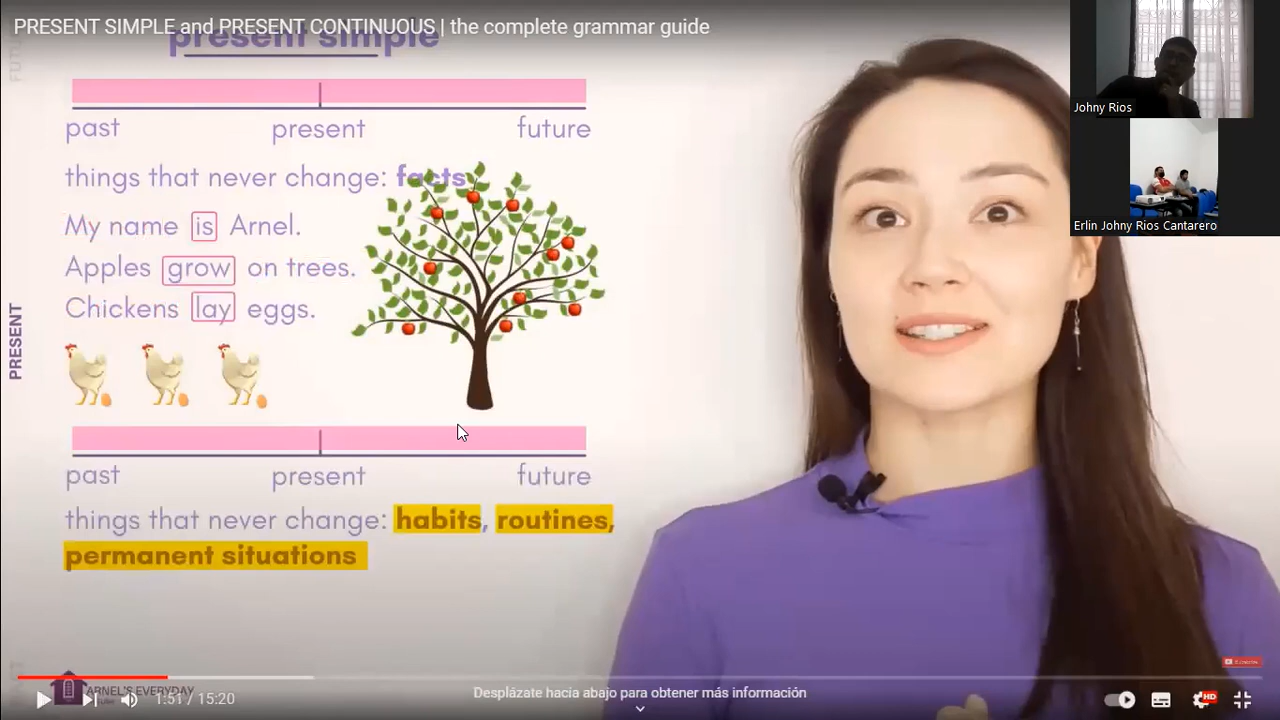 PRESENT SIMPLE and PRESENT CONTINUOUS | the complete grammar guide
present simple
Johny Rios
past present future
things that never change: facts
My name is Arnel.
Erlin Johny Rios Cantarero
Apples grow on trees.
Chickens lay eggs.
PRESENT
past present future
things that never change: habits, routines,
permanent situations
ARNEL'S EVERYDAY
1:51 / 15:20
Desplázate hacia abajo para obtener más información
HD